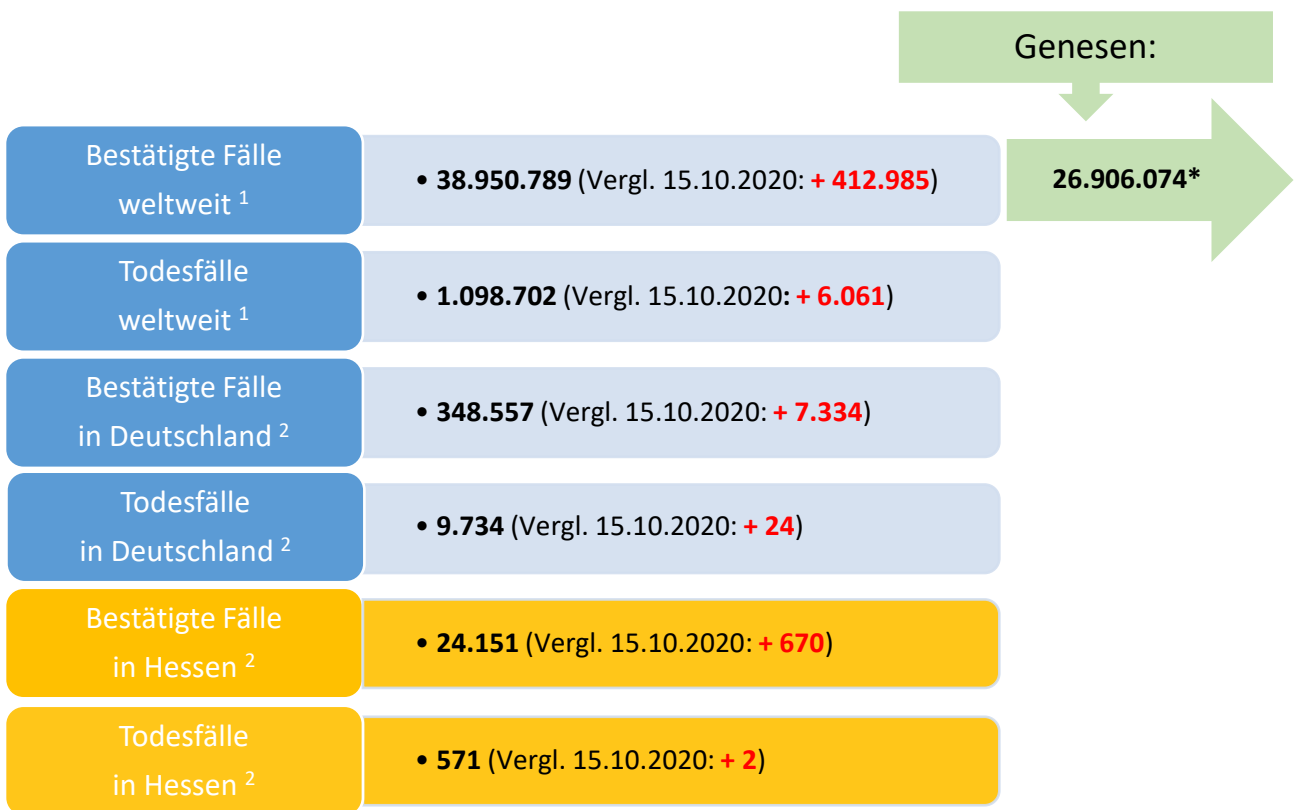 Genesen:
Bestätigte Fälle
weltweit ¹
• 38.950.789 (Vergl. 15.10.2020: + 412.985)
26.906.074*
Todesfälle
weltweit ¹
• 1.098.702 (Vergl. 15.10.2020: + 6.061)
Bestätigte Fälle
in Deutschland ²
• 348.557 (Vergl. 15.10.2020: + 7.334)
Todesfälle
in Deutschland ²
• 9.734 (Vergl. 15.10.2020: + 24)
Bestätigte Fälle
in Hessen ²
• 24.151 (Vergl. 15.10.2020: + 670)
Todesfälle
in Hessen ²
• 571 (Vergl. 15.10.2020: + 2)